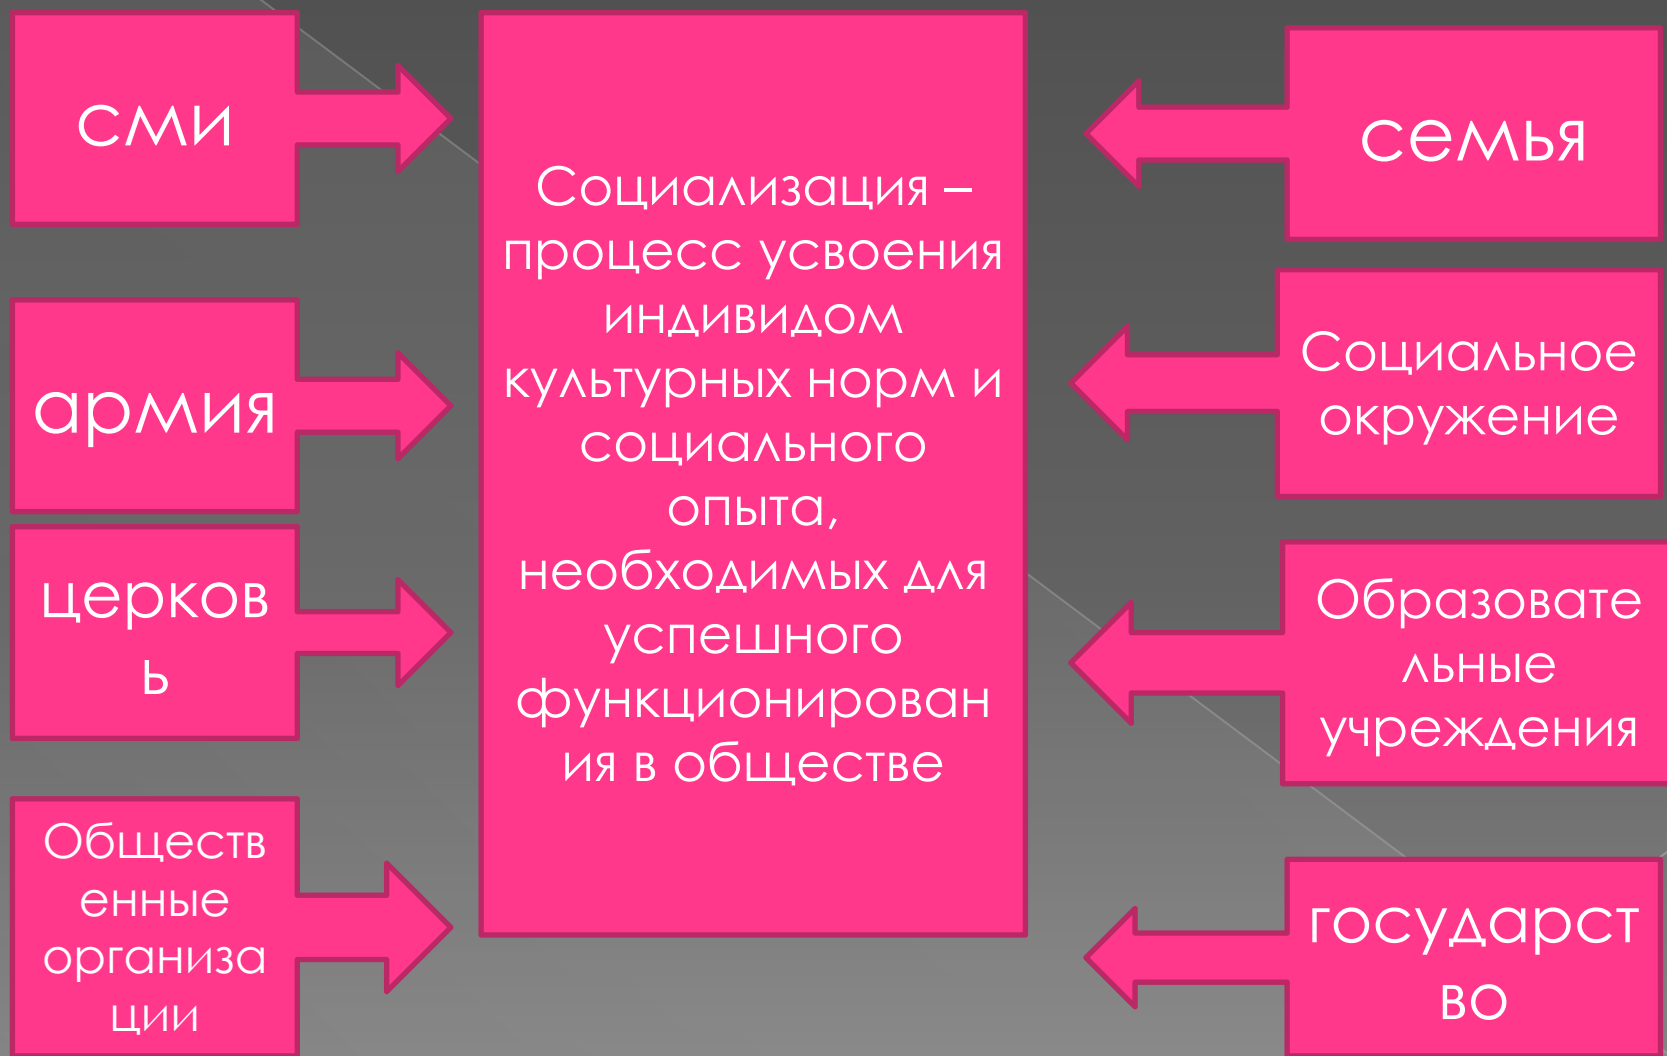 сми
армия
церков
ь
Обществ
енные
организа
ции
Социализация –
процесс усвоения
индивидом
культурных норм и
социального
опыта,
необходимых для
успешного
функционирован
ия в обществе
семья
Социальное
окружение
Образовате
льные
учреждения
государст
во